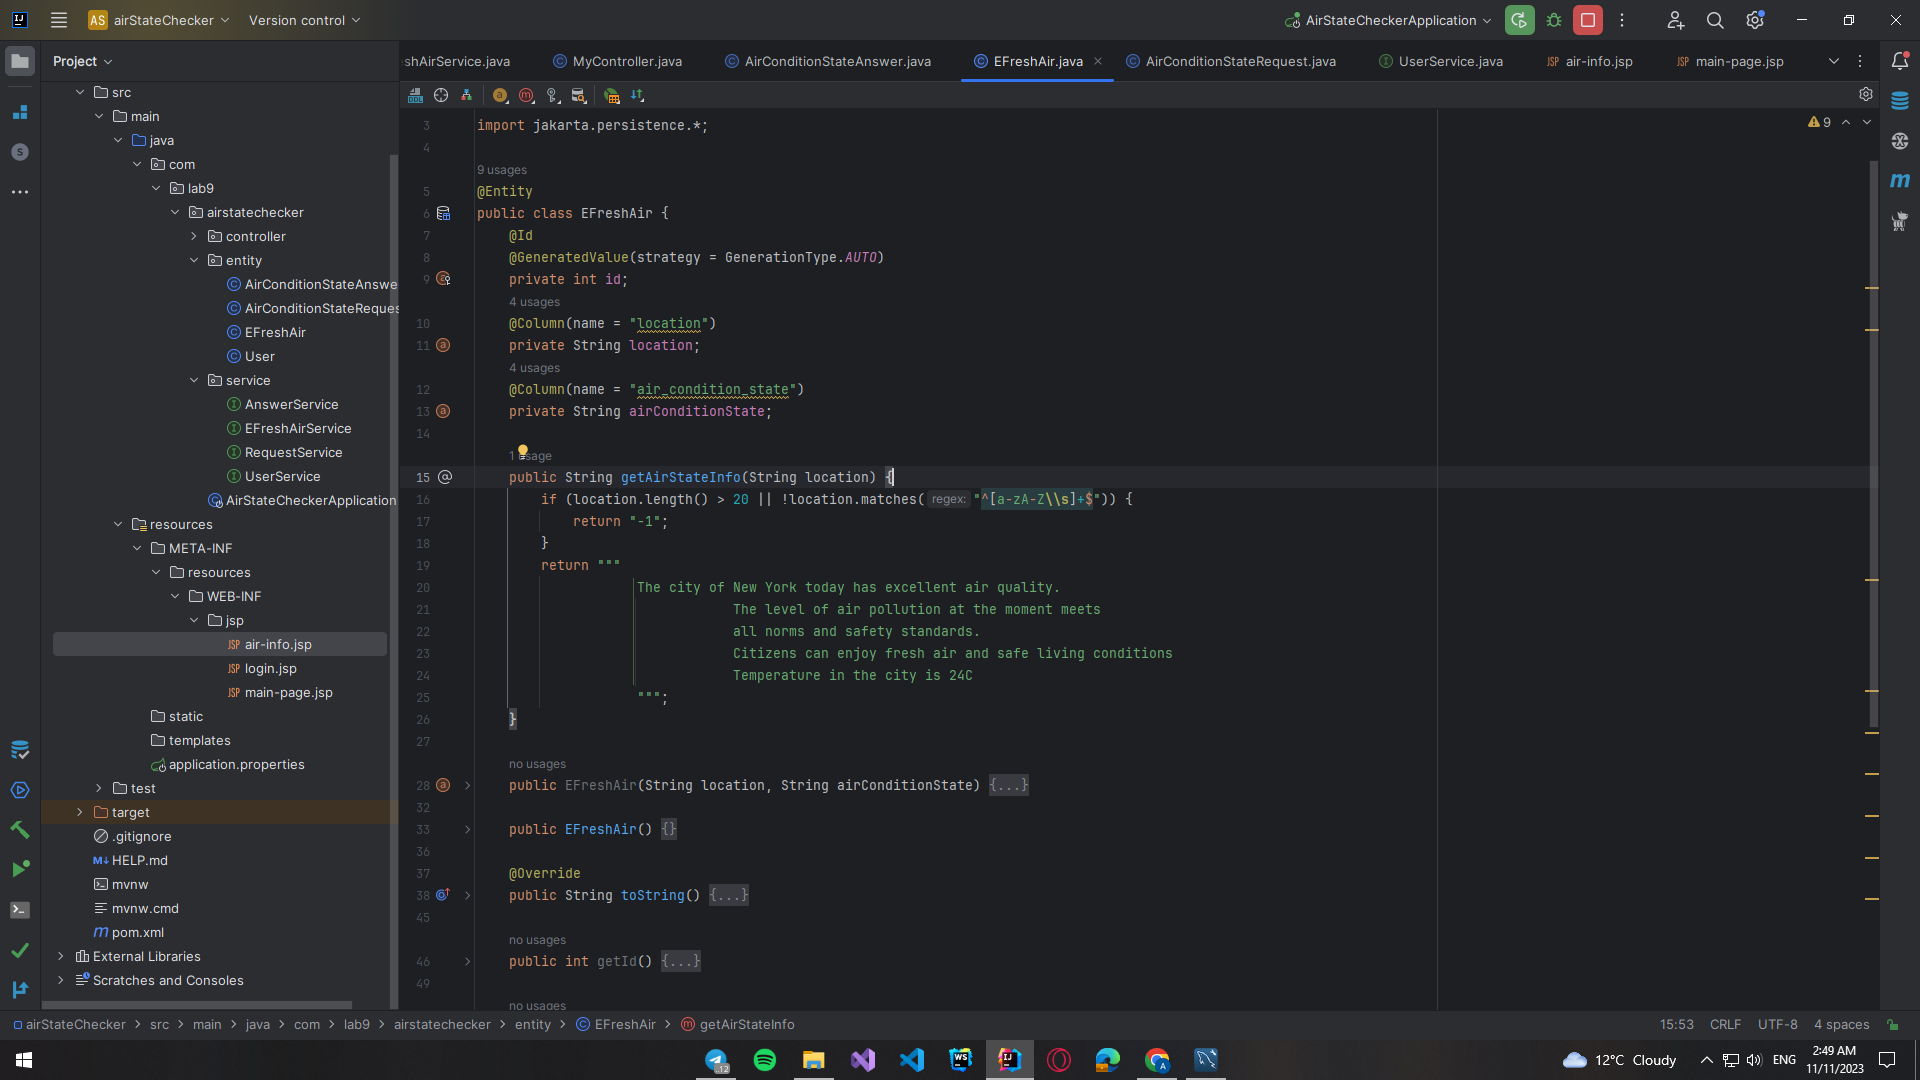 AS airStateChecker
Version control
AirStateCheckerApplication
Project
shAirService.java
MyController.java
AirConditionStateAnswer.java
EFreshAir.java
AirConditionStateRequest.java
UserService.java
JSP air-info.jsp
JSP main-page.jsp
src
main
java
com
lab9
airstatechecker
controller
entity
AirConditionStateAnswe
AirConditionStateReques
EFreshAir
User
service
AnswerService
EFreshAirService
RequestService
UserService
AirStateCheckerApplication
resources
META-INF
resources
WEB-INF
jsp
JSP air-info.jsp
JSP login.jsp
JSP main-page.jsp
static
templates
application.properties
test
target
.gitignore
M↓ HELP.md
mvnw
mvnw.cmd
m pom.xml
External Libraries
Scratches and Consoles
9
3 import jakarta.persistence.*;
4
9 usages
5 @Entity
6 public class EFreshAir {
7 @Id
8 @GeneratedValue(strategy = GenerationType.AUTO)
9 private int id;
4 usages
10 @Column(name = "location")
11 private String location;
4 usages
12 @Column(name = "air_condition_state")
13 private String airConditionState;
14
1 usage
15 public String getAirStateInfo(String location) {
16 if (location.length() > 20 || !location.matches( regex: "^[a-zA-Z\\s]+$")) {
17 return "-1";
18 }
19 return """
20 The city of New York today has excellent air quality.
21 The level of air pollution at the moment meets
22 all norms and safety standards.
23 Citizens can enjoy fresh air and safe living conditions
24 Temperature in the city is 24C
25 """;
26 }
27
no usages
28 public EFreshAir(String location, String airConditionState) {...}
32
33 public EFreshAir() {}
36
37 @Override
38 public String toString() {...}
45
no usages
46 public int getId() {...}
49
no usages
airStateChecker > src > main > java > com > lab9 > airstatechecker > entity > EFreshAir > getAirStateInfo
15:53 CRLF UTF-8 4 spaces
12°C Cloudy
ENG
2:49 AM
11/11/2023